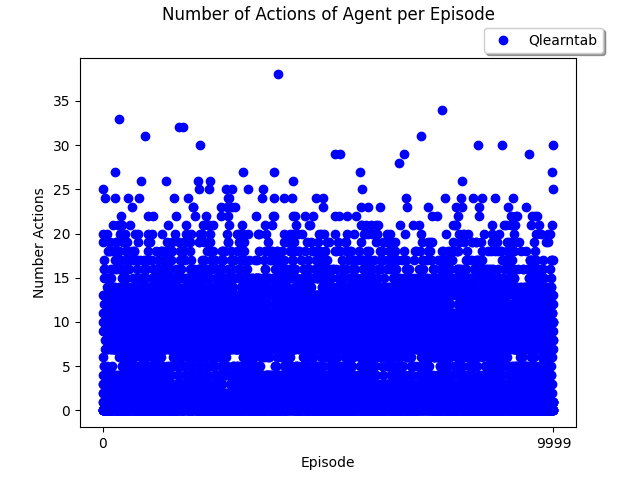 Number of Actions of Agent per Episode
Qlearntab
35
30
25
20
15
10
5
0
Number Actions
0 9999
Episode